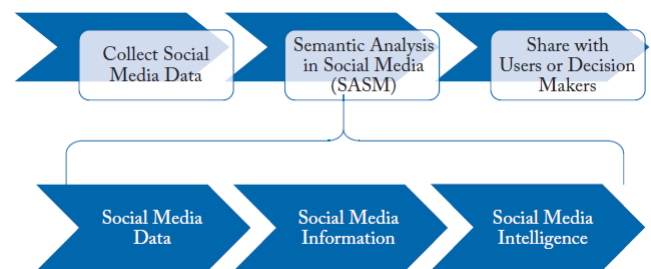 Collect Social
Media Data
Semantic Analysis
in Social Media
(SASM)
Share with
Users or Decision
Makers
Social Media
Data
Social Media
Information
Social Media
Intelligence